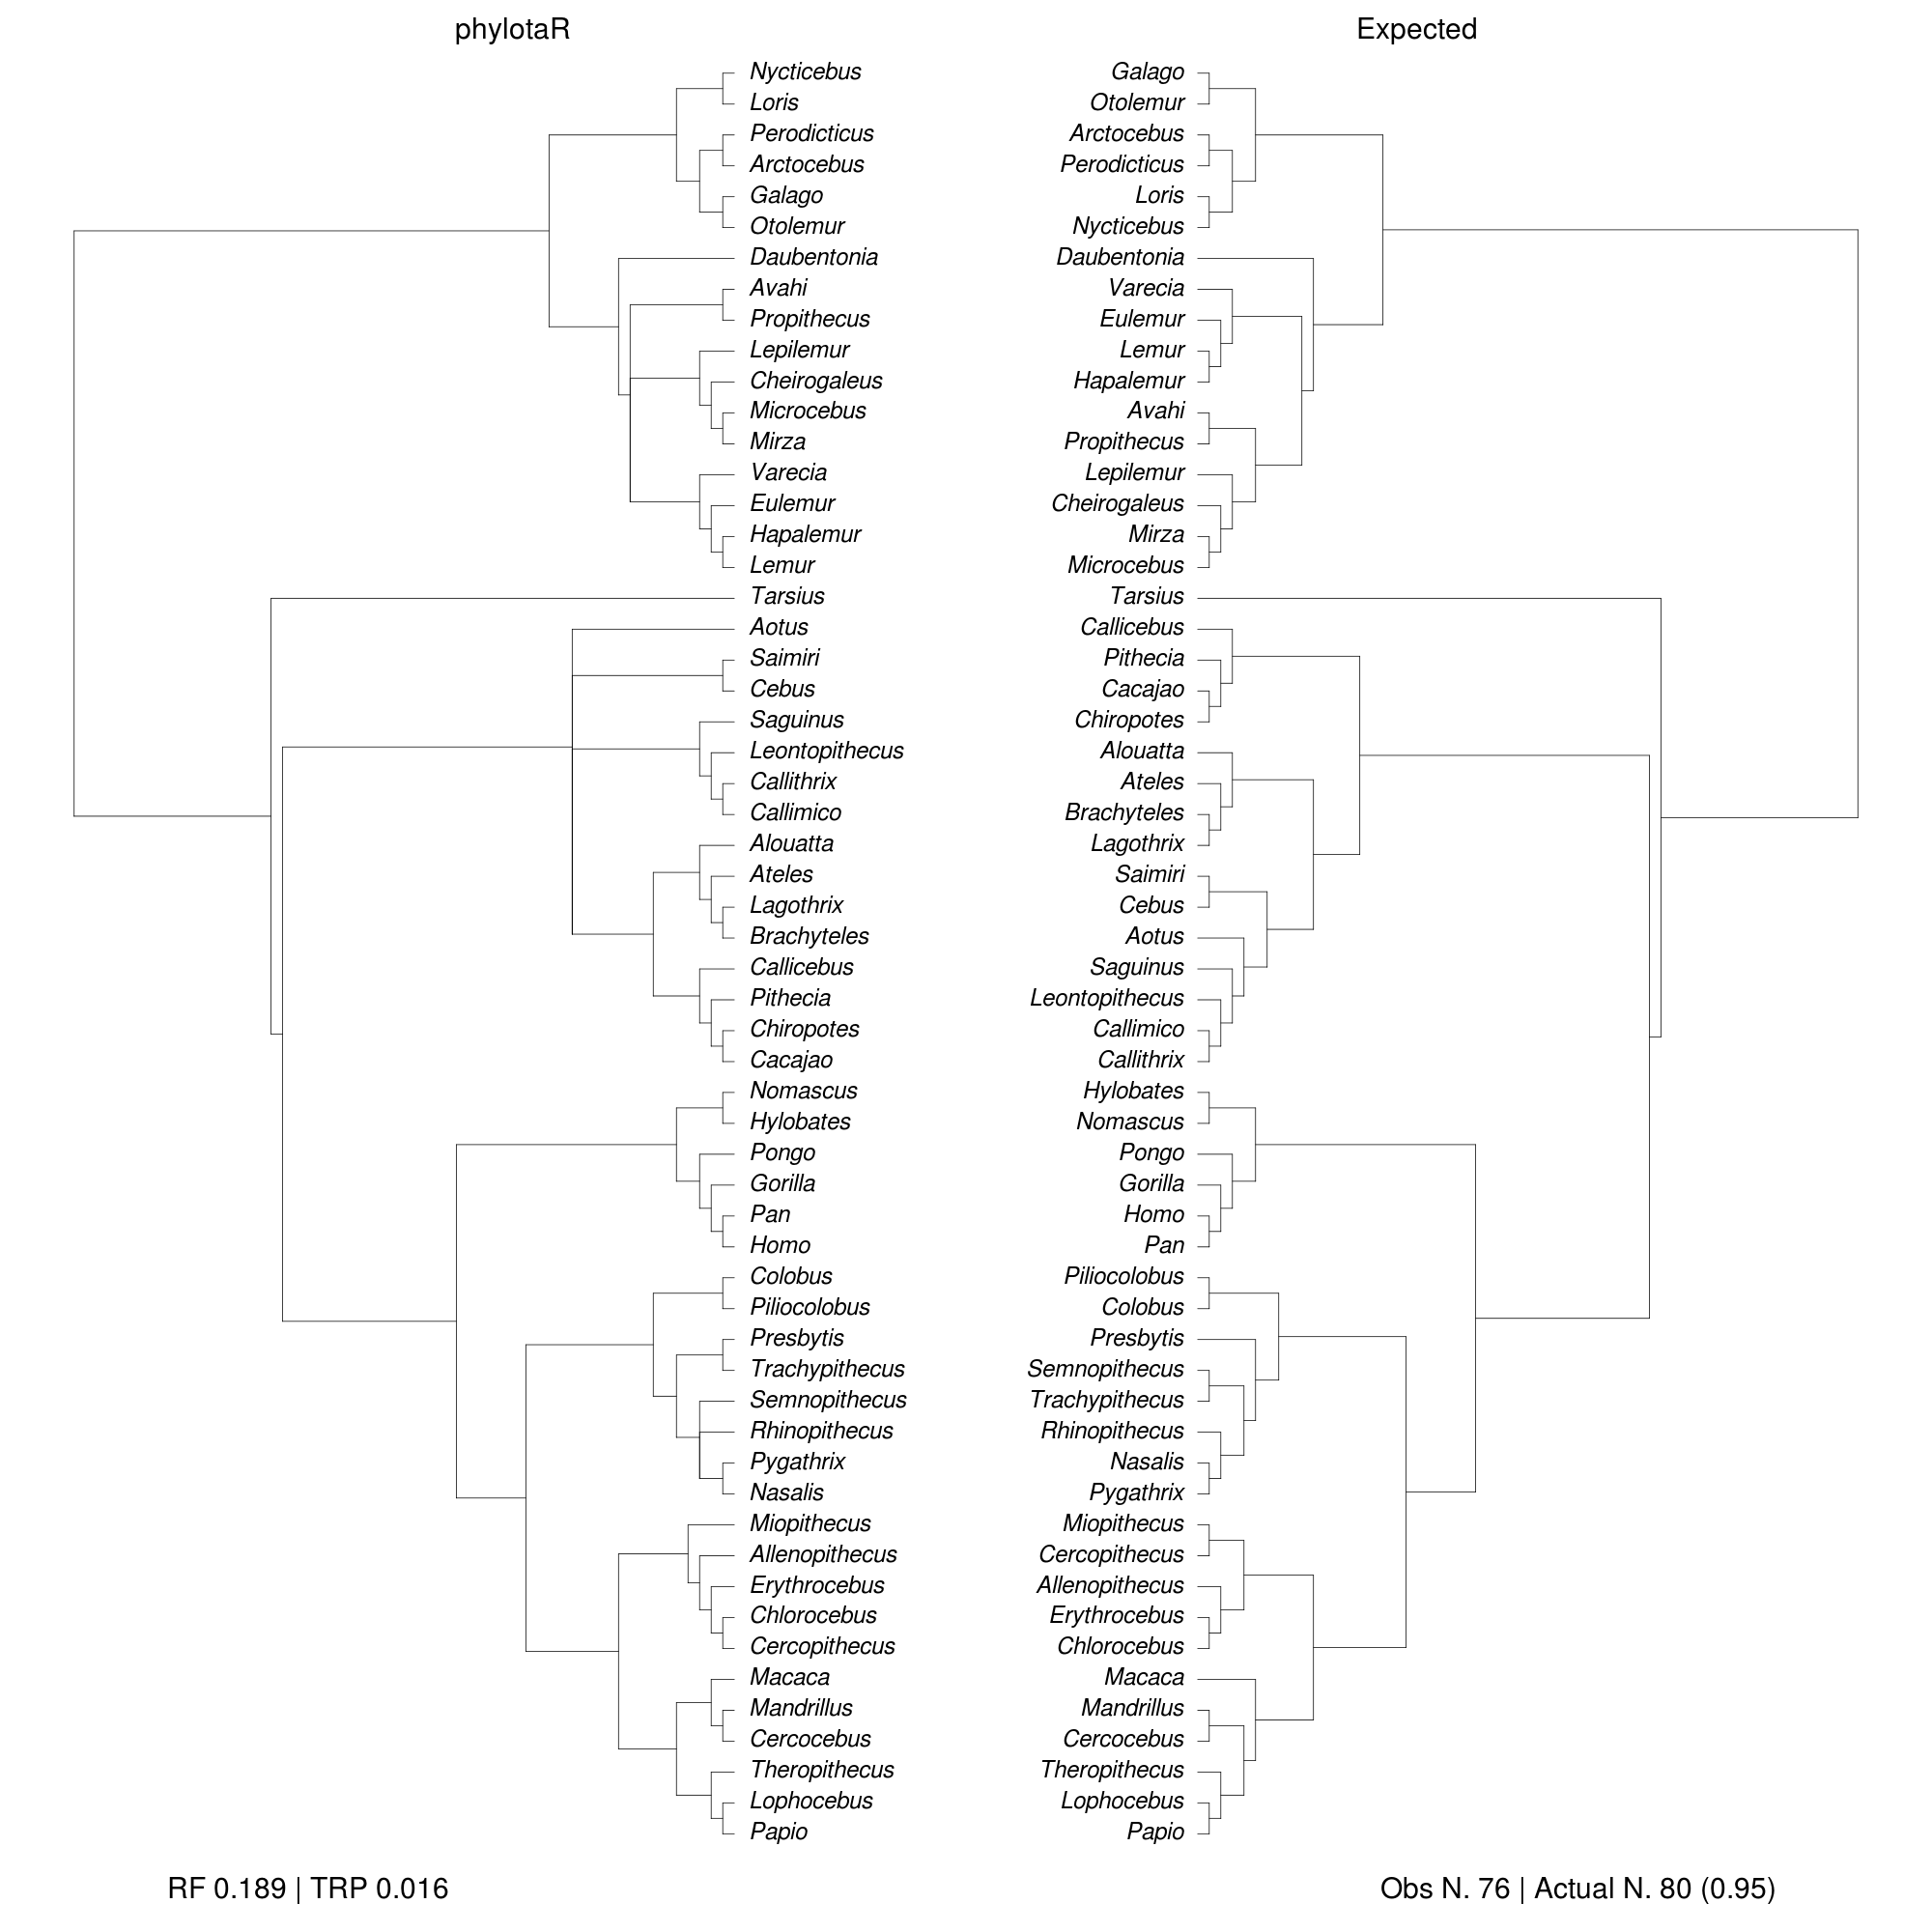 phylotaR
Expected
Nycticebus
Loris
Perodicticus
Arctocebus
Galago
Otolemur
Daubentonia
Avahi
Propithecus
Lepilemur
Cheirogaleus
Microcebus
Mirza
Varecia
Eulemur
Hapalemur
Lemur
Tarsius
Aotus
Saimiri
Cebus
Saguinus
Leontopithecus
Callithrix
Callimico
Alouatta
Ateles
Lagothrix
Brachyteles
Callicebus
Pithecia
Chiropotes
Cacajao
Nomascus
Hylobates
Pongo
Gorilla
Pan
Homo
Colobus
Piliocolobus
Presbytis
Trachypithecus
Semnopithecus
Rhinopithecus
Pygathrix
Nasalis
Miopithecus
Allenopithecus
Erythrocebus
Chlorocebus
Cercopithecus
Macaca
Mandrillus
Cercocebus
Theropithecus
Lophocebus
Papio
Galago
Otolemur
Arctocebus
Perodicticus
Loris
Nycticebus
Daubentonia
Varecia
Eulemur
Lemur
Hapalemur
Avahi
Propithecus
Lepilemur
Cheirogaleus
Mirza
Microcebus
Tarsius
Callicebus
Pithecia
Cacajao
Chiropotes
Alouatta
Ateles
Brachyteles
Lagothrix
Saimiri
Cebus
Aotus
Saguinus
Leontopithecus
Callimico
Callithrix
Hylobates
Nomascus
Pongo
Gorilla
Homo
Pan
Piliocolobus
Colobus
Presbytis
Semnopithecus
Trachypithecus
Rhinopithecus
Nasalis
Pygathrix
Miopithecus
Cercopithecus
Allenopithecus
Erythrocebus
Chlorocebus
Macaca
Mandrillus
Cercocebus
Theropithecus
Lophocebus
Papio
RF 0.189 | TRP 0.016
Obs N. 76 | Actual N. 80 (0.95)